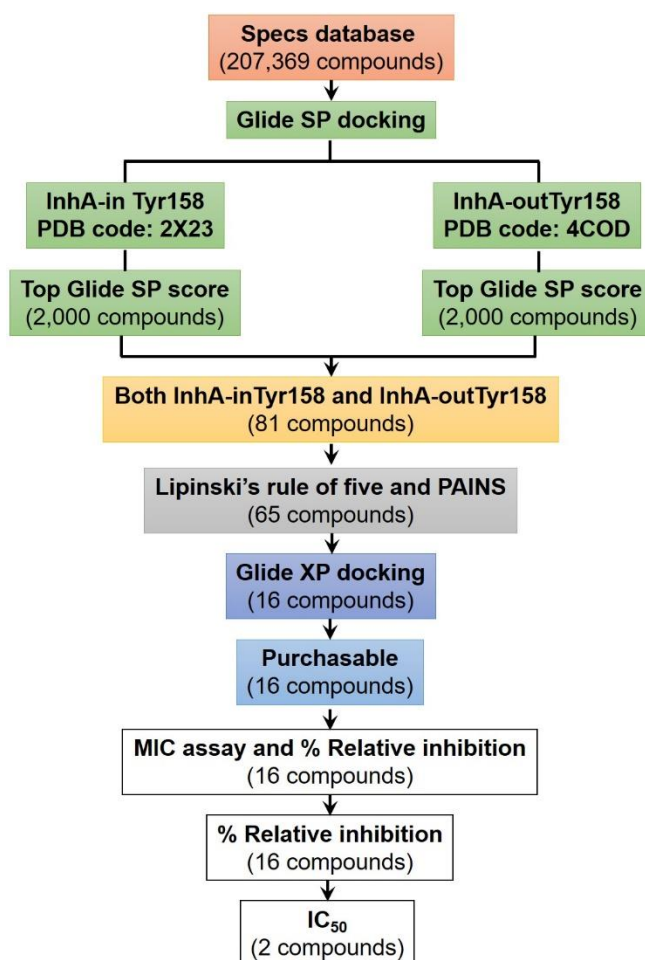 Specs database
(207,369 compounds)
Glide SP docking
InhA-in Tyr158
PDB code: 2X23
InhA-outTyr158
PDB code: 4COD
Top Glide SP score
(2,000 compounds)
Top Glide SP score
(2,000 compounds)
Both InhA-inTyr158 and InhA-outTyr158
(81 compounds)
Lipinski's rule of five and PAINS
(65 compounds)
Glide XP docking
(16 compounds)
Purchasable
(16 compounds)
MIC assay and % Relative inhibition
(16 compounds)
% Relative inhibition
(16 compounds)
IC₅₀
(2 compounds)